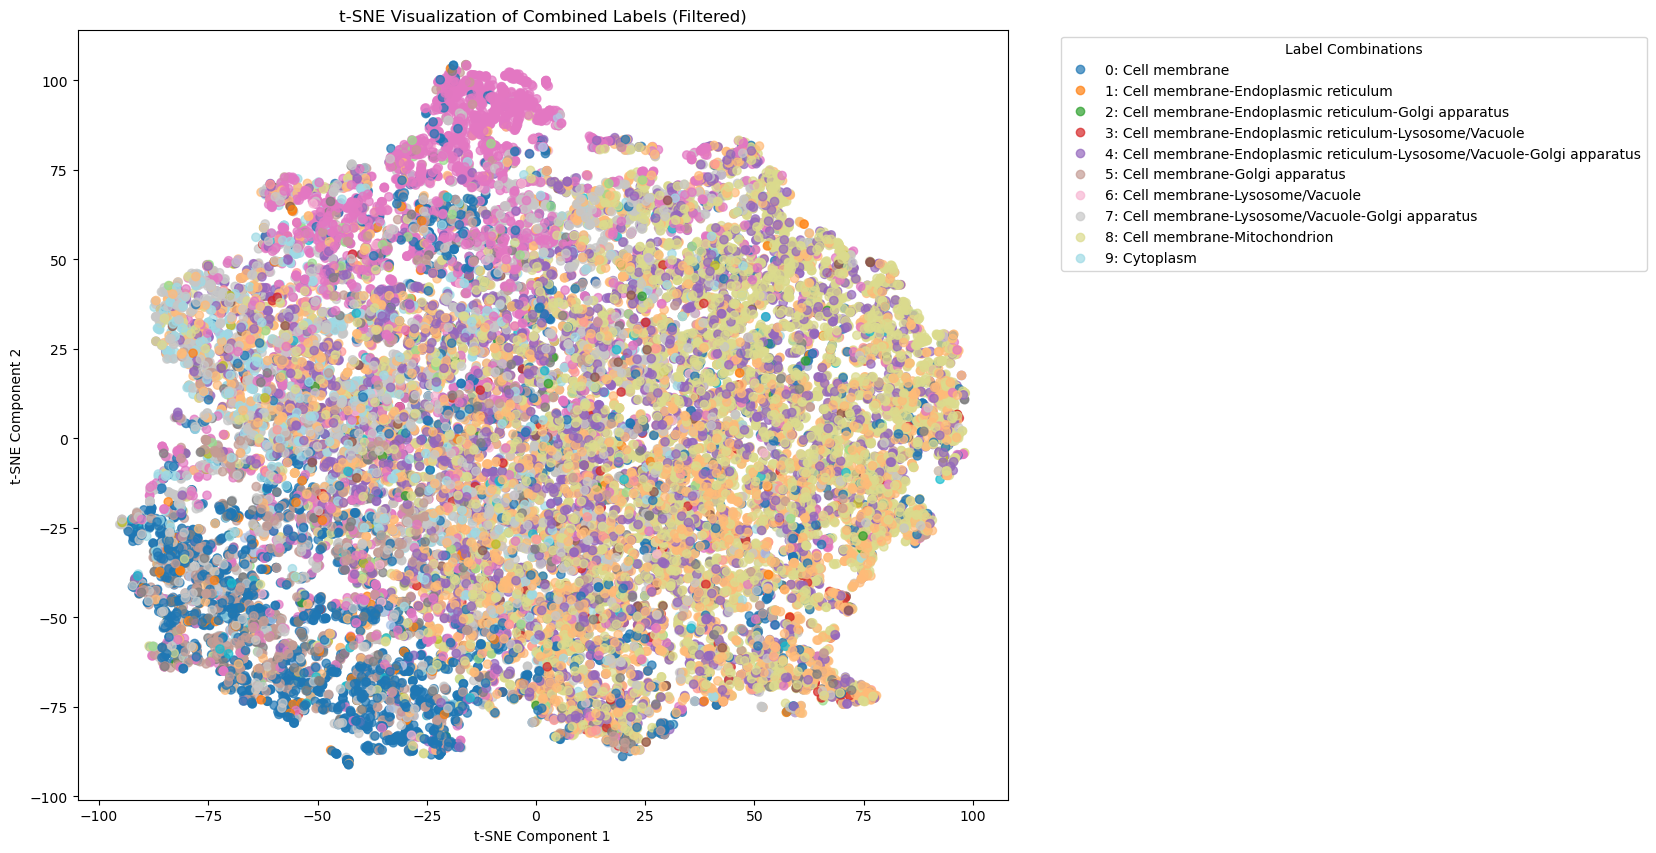 t-SNE Visualization of Combined Labels (Filtered)
Label Combinations
0: Cell membrane
1: Cell membrane-Endoplasmic reticulum
2: Cell membrane-Endoplasmic reticulum-Golgi apparatus
3: Cell membrane-Endoplasmic reticulum-Lysosome/Vacuole
4: Cell membrane-Endoplasmic reticulum-Lysosome/Vacuole-Golgi apparatus
5: Cell membrane-Golgi apparatus
6: Cell membrane-Lysosome/Vacuole
7: Cell membrane-Lysosome/Vacuole-Golgi apparatus
8: Cell membrane-Mitochondrion
9: Cytoplasm
t-SNE Component 2
100
75
50
25
0
−25
−50
−75
−100
−100 −75 −50 −25 0 25 50 75 100
t-SNE Component 1